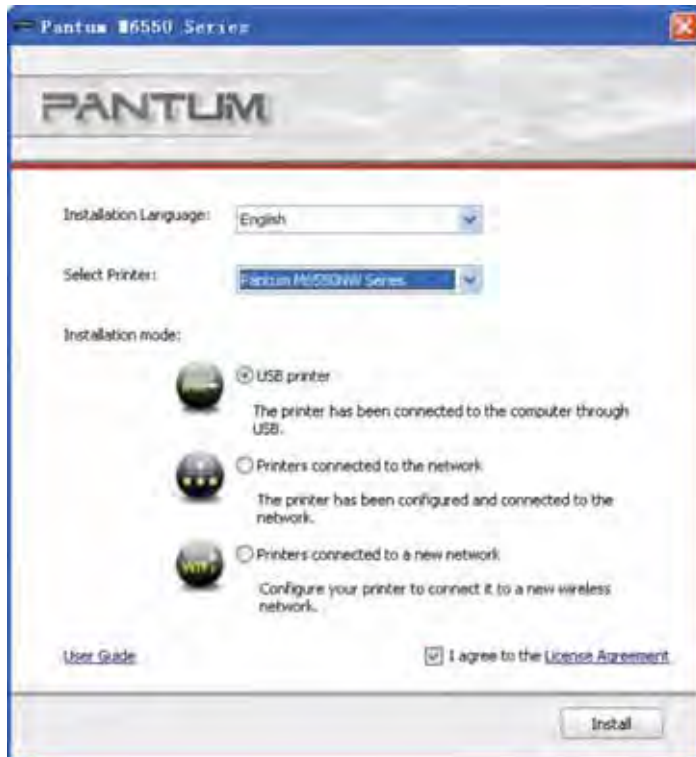 Pantum M6550 Series
PANTUM
Installation Language:
English
Select Printer:
Pantum M6550NW Series
Installation mode:
USB printer
The printer has been connected to the computer through
USB.
Printers connected to the network
The printer has been configured and connected to the
network.
WiFi
Printers connected to a new network
Configure your printer to connect it to a new wireless
network.
User Guide
I agree to the License Agreement
Install